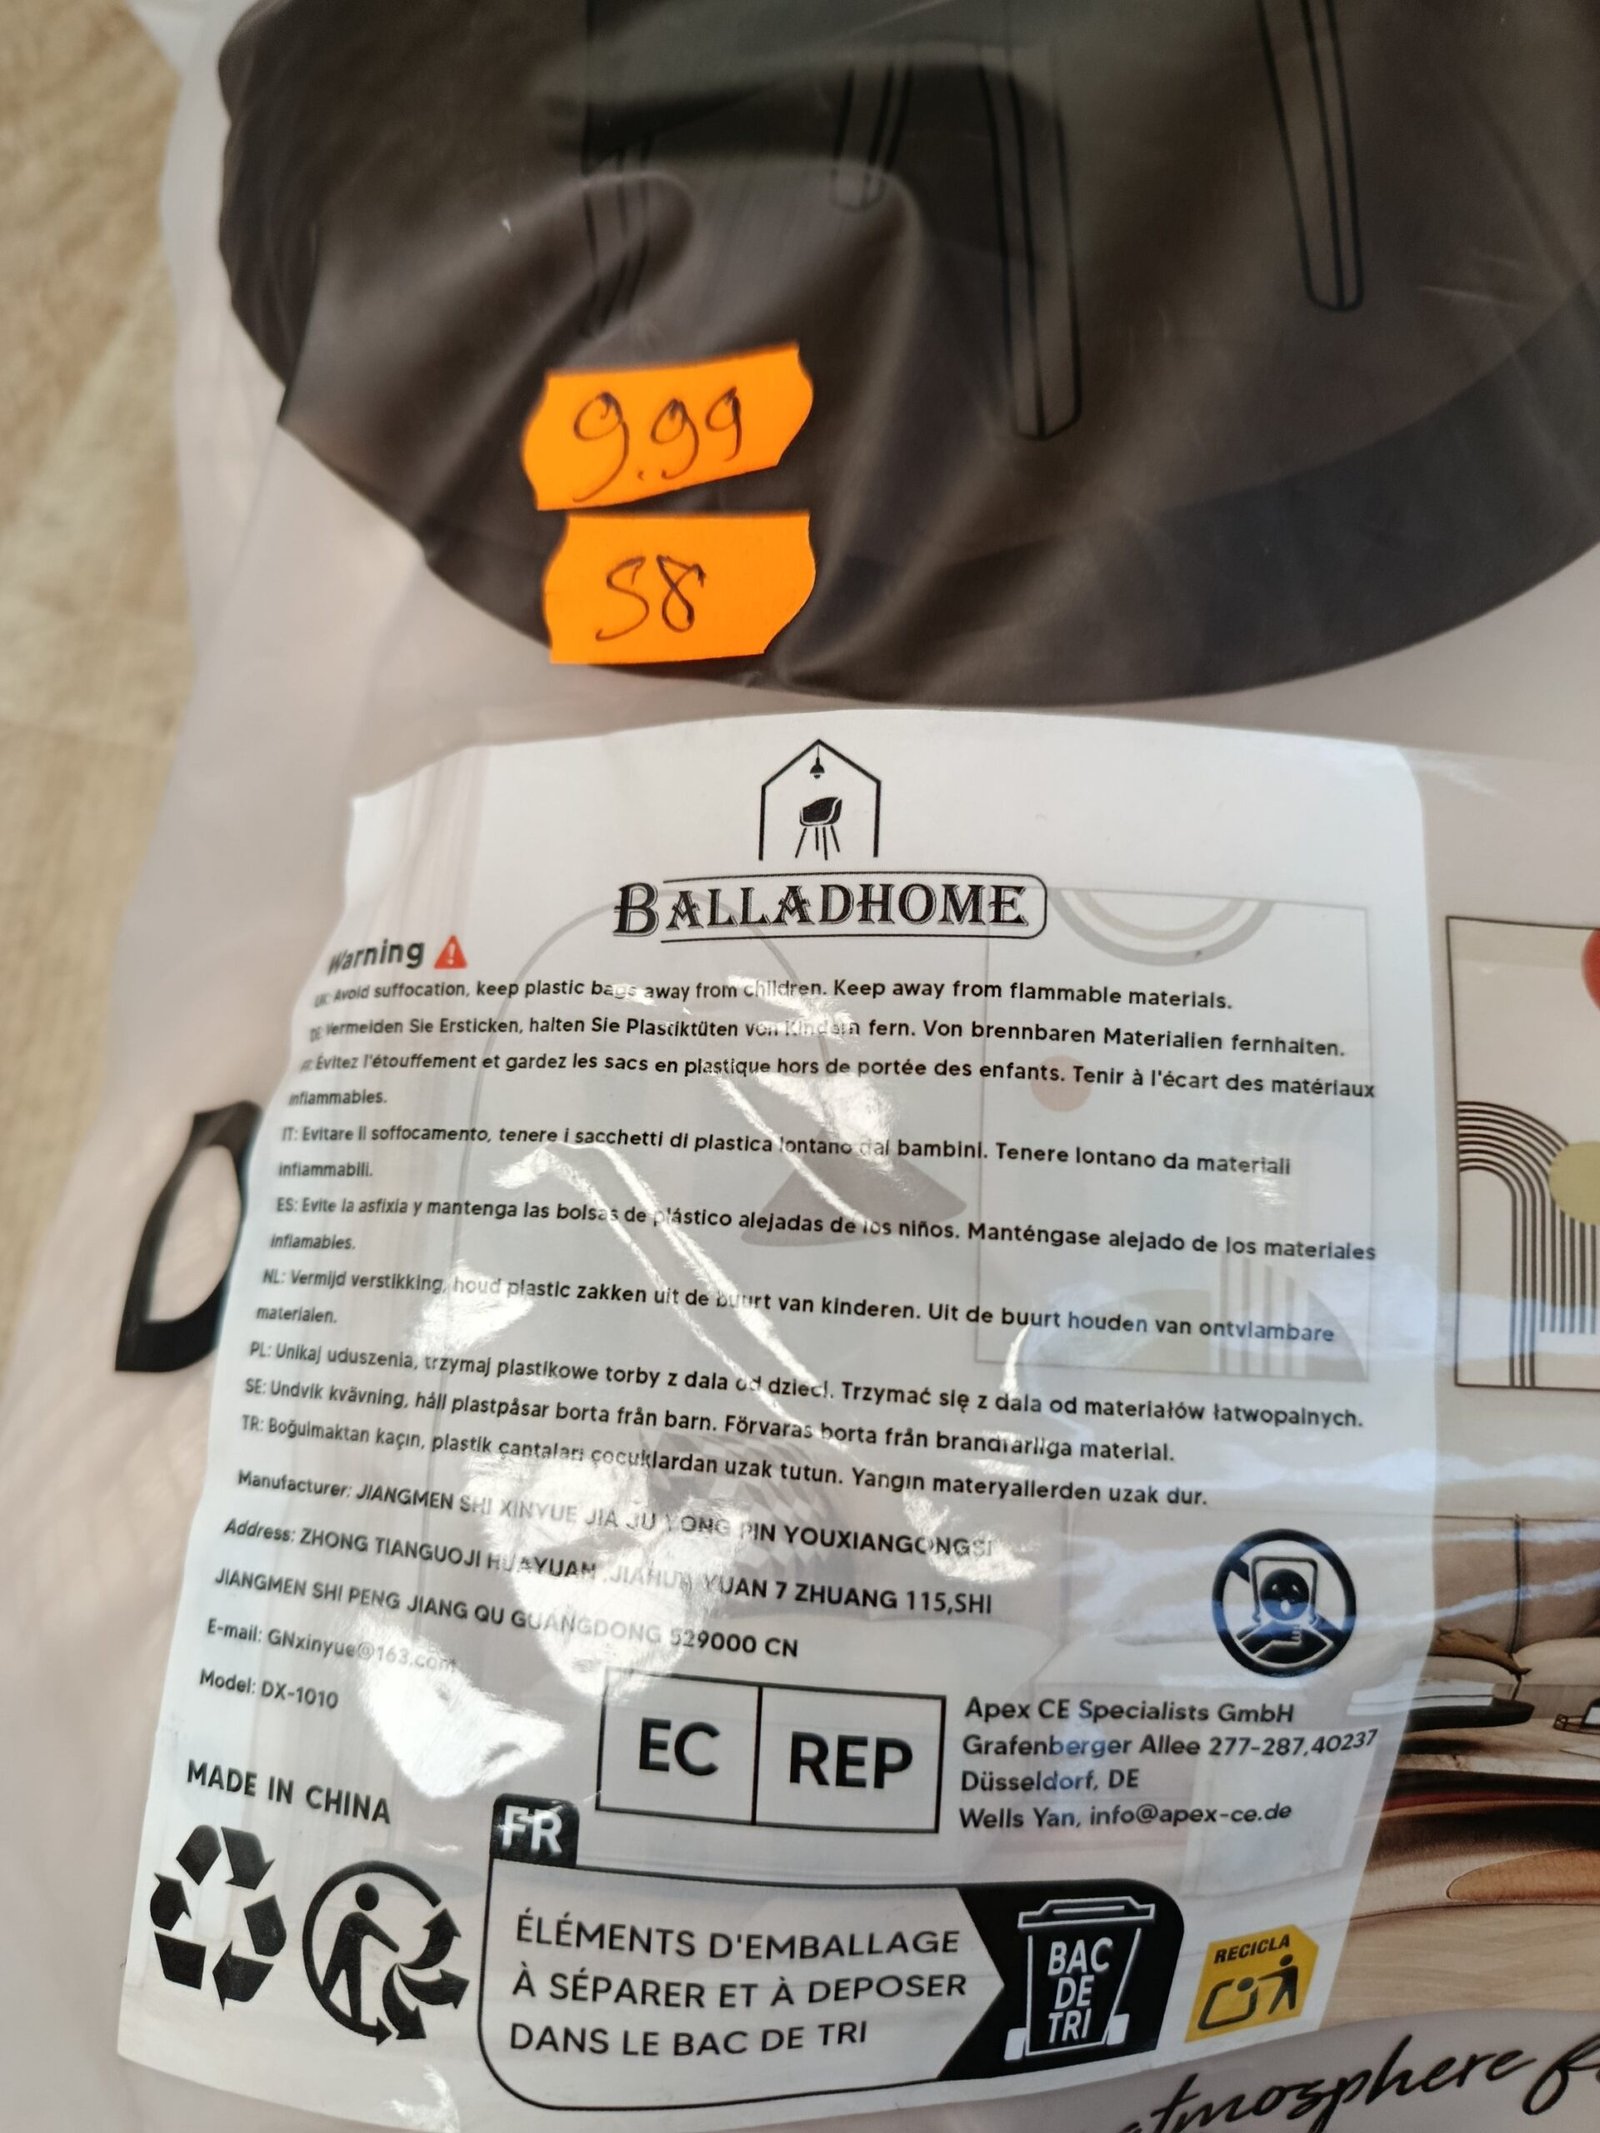 9.99
58
BALLADHOME
Warning
UK: Avoid suffocation, keep plastic bags away from children. Keep away from flammable materials.
DE: Vermeiden Sie Ersticken, halten Sie Plastiktüten von Kindern fern. Von brennbaren Materialien fernhalten.
Évitez l'étouffement et gardez les sacs en plastique hors de portée des enfants. Tenir à l'écart des matériaux
inflammables.
IT: Evitare il soffocamento, tenere i sacchetti di plastica lontano dai bambini. Tenere lontano da materiali
infiammabili.
ES: Evite la asfixia y mantenga las bolsas de plástico alejadas de los niños. Manténgase alejado de los materiales
inflamables.
NL: Vermijd verstikking, houd plastic zakken uit de buurt van kinderen. Uit de buurt houden van ontvlambare
materialen.
PL: Unikaj uduszenia, trzymaj plastikowe torby z dala od dzieci. Trzymać się z dala od materiałów łatwopalnych.
SE: Undvik kvävning, håll plastpåsar borta från barn. Förvaras borta från brandfarliga material.
TR: Boğulmaktan kaçın, plastik çantaları çocuklardan uzak tutun. Yangın materyallerden uzak dur.
Manufacturer: JIANGMEN SHI XINYUE JIA JU YONG PIN YOUXIANGONGSI
Address: ZHONG TIANGUOJI HUAYUAN JIAHUI YUAN 7 ZHUANG 115,SHI
JIANGMEN SHI PENG JIANG QU GUANGDONG 529000 CN
E-mail: GNxinyue@163.com
Model: DX-1010
EC REP
Apex CE Specialists GmbH
Grafenberger Allee 277-287,40237
Düsseldorf, DE
Wells Yan, info@apex-ce.de
MADE IN CHINA
FR
ÉLÉMENTS D'EMBALLAGE
À SÉPARER ET À DEPOSER
DANS LE BAC DE TRI
BAC
DE
TRI
RECICLA
atmosphere